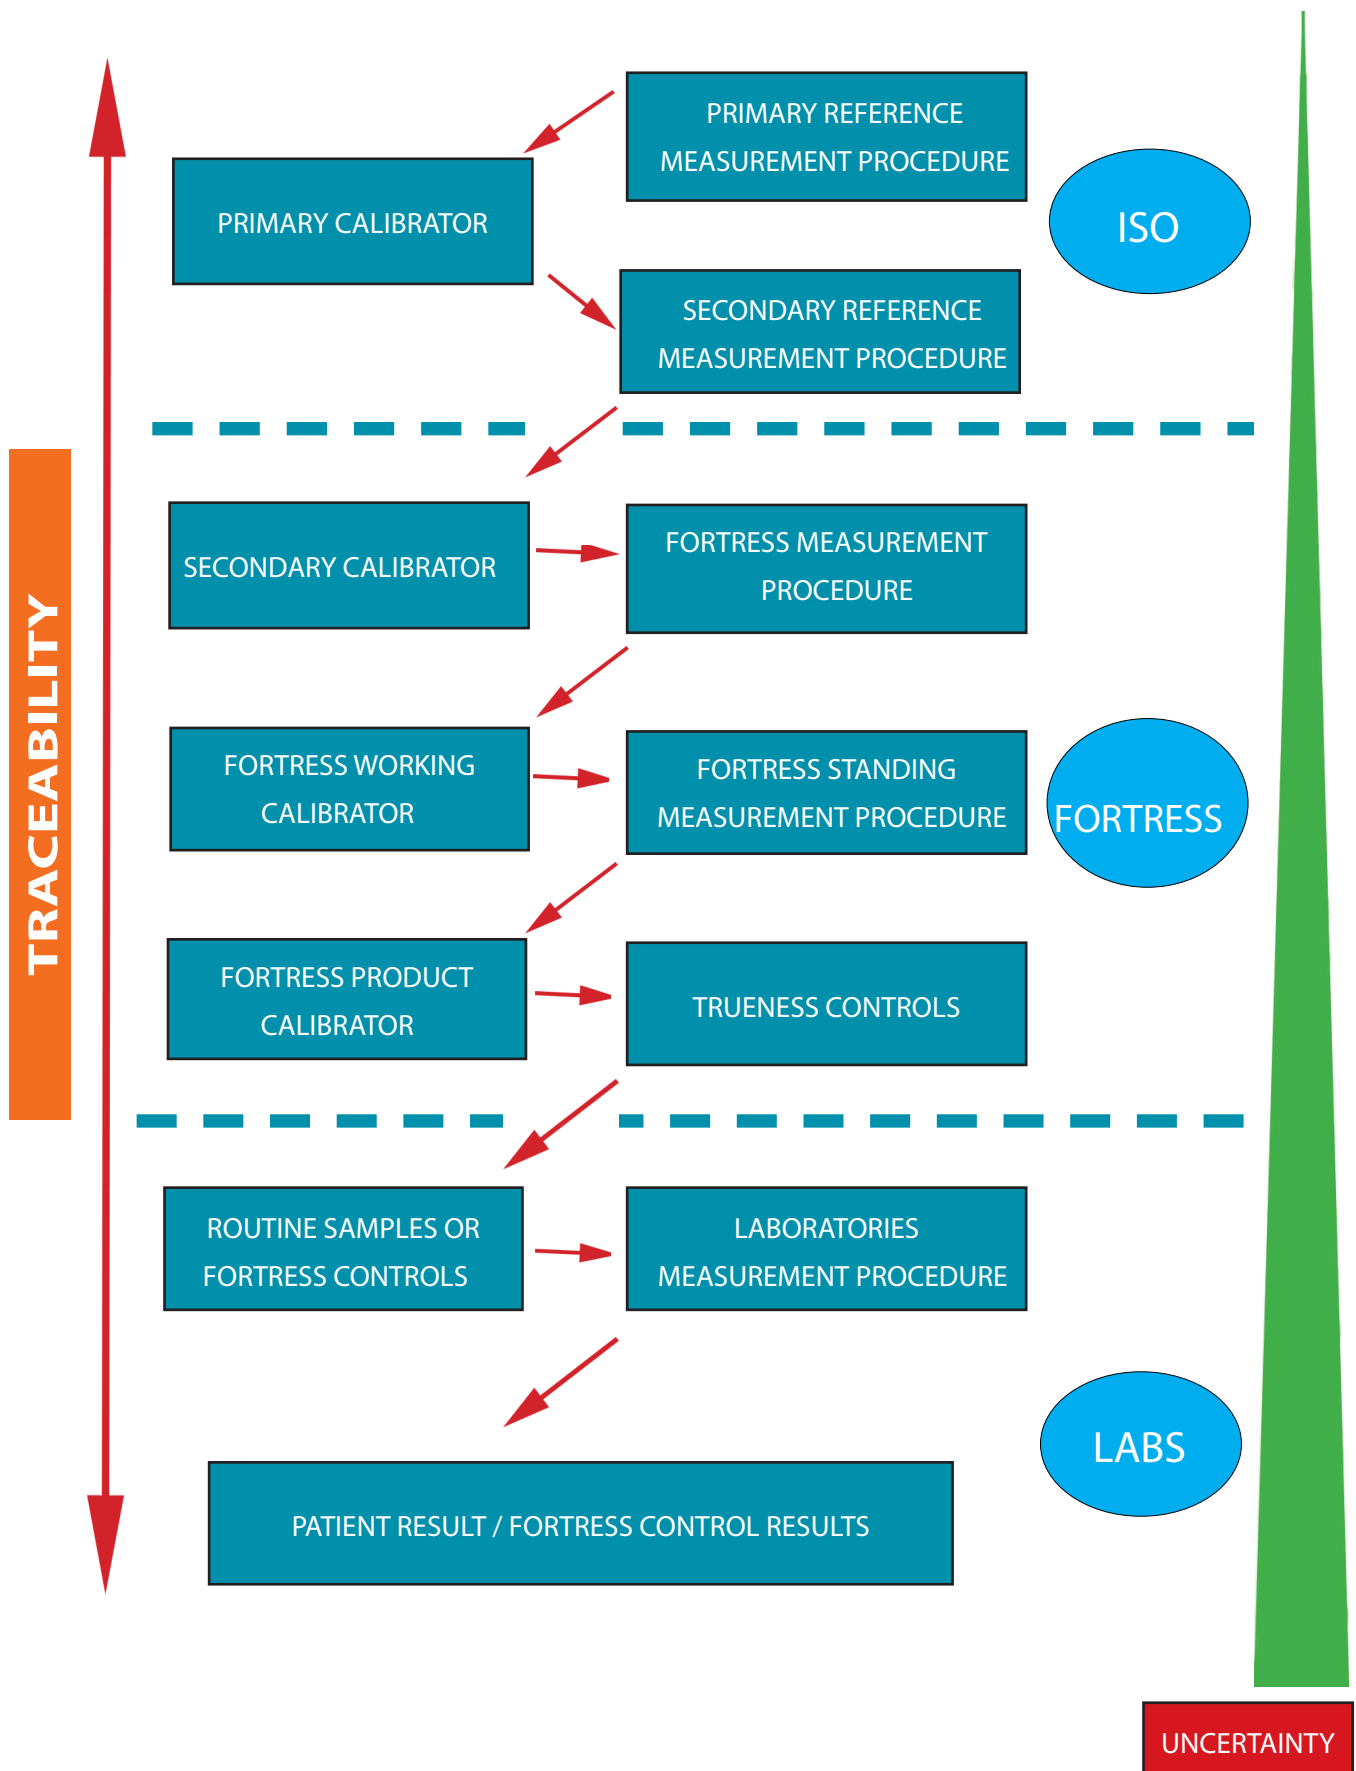 PRIMARY REFERENCE
MEASUREMENT PROCEDURE
PRIMARY CALIBRATOR
ISO
SECONDARY REFERENCE
MEASUREMENT PROCEDURE
SECONDARY CALIBRATOR
FORTRESS MEASUREMENT
PROCEDURE
TRACEABILITY
FORTRESS WORKING
CALIBRATOR
FORTRESS STANDING
MEASUREMENT PROCEDURE
FORTRESS
FORTRESS PRODUCT
CALIBRATOR
TRUENESS CONTROLS
ROUTINE SAMPLES OR
FORTRESS CONTROLS
LABORATORIES
MEASUREMENT PROCEDURE
LABS
PATIENT RESULT / FORTRESS CONTROL RESULTS
UNCERTAINTY